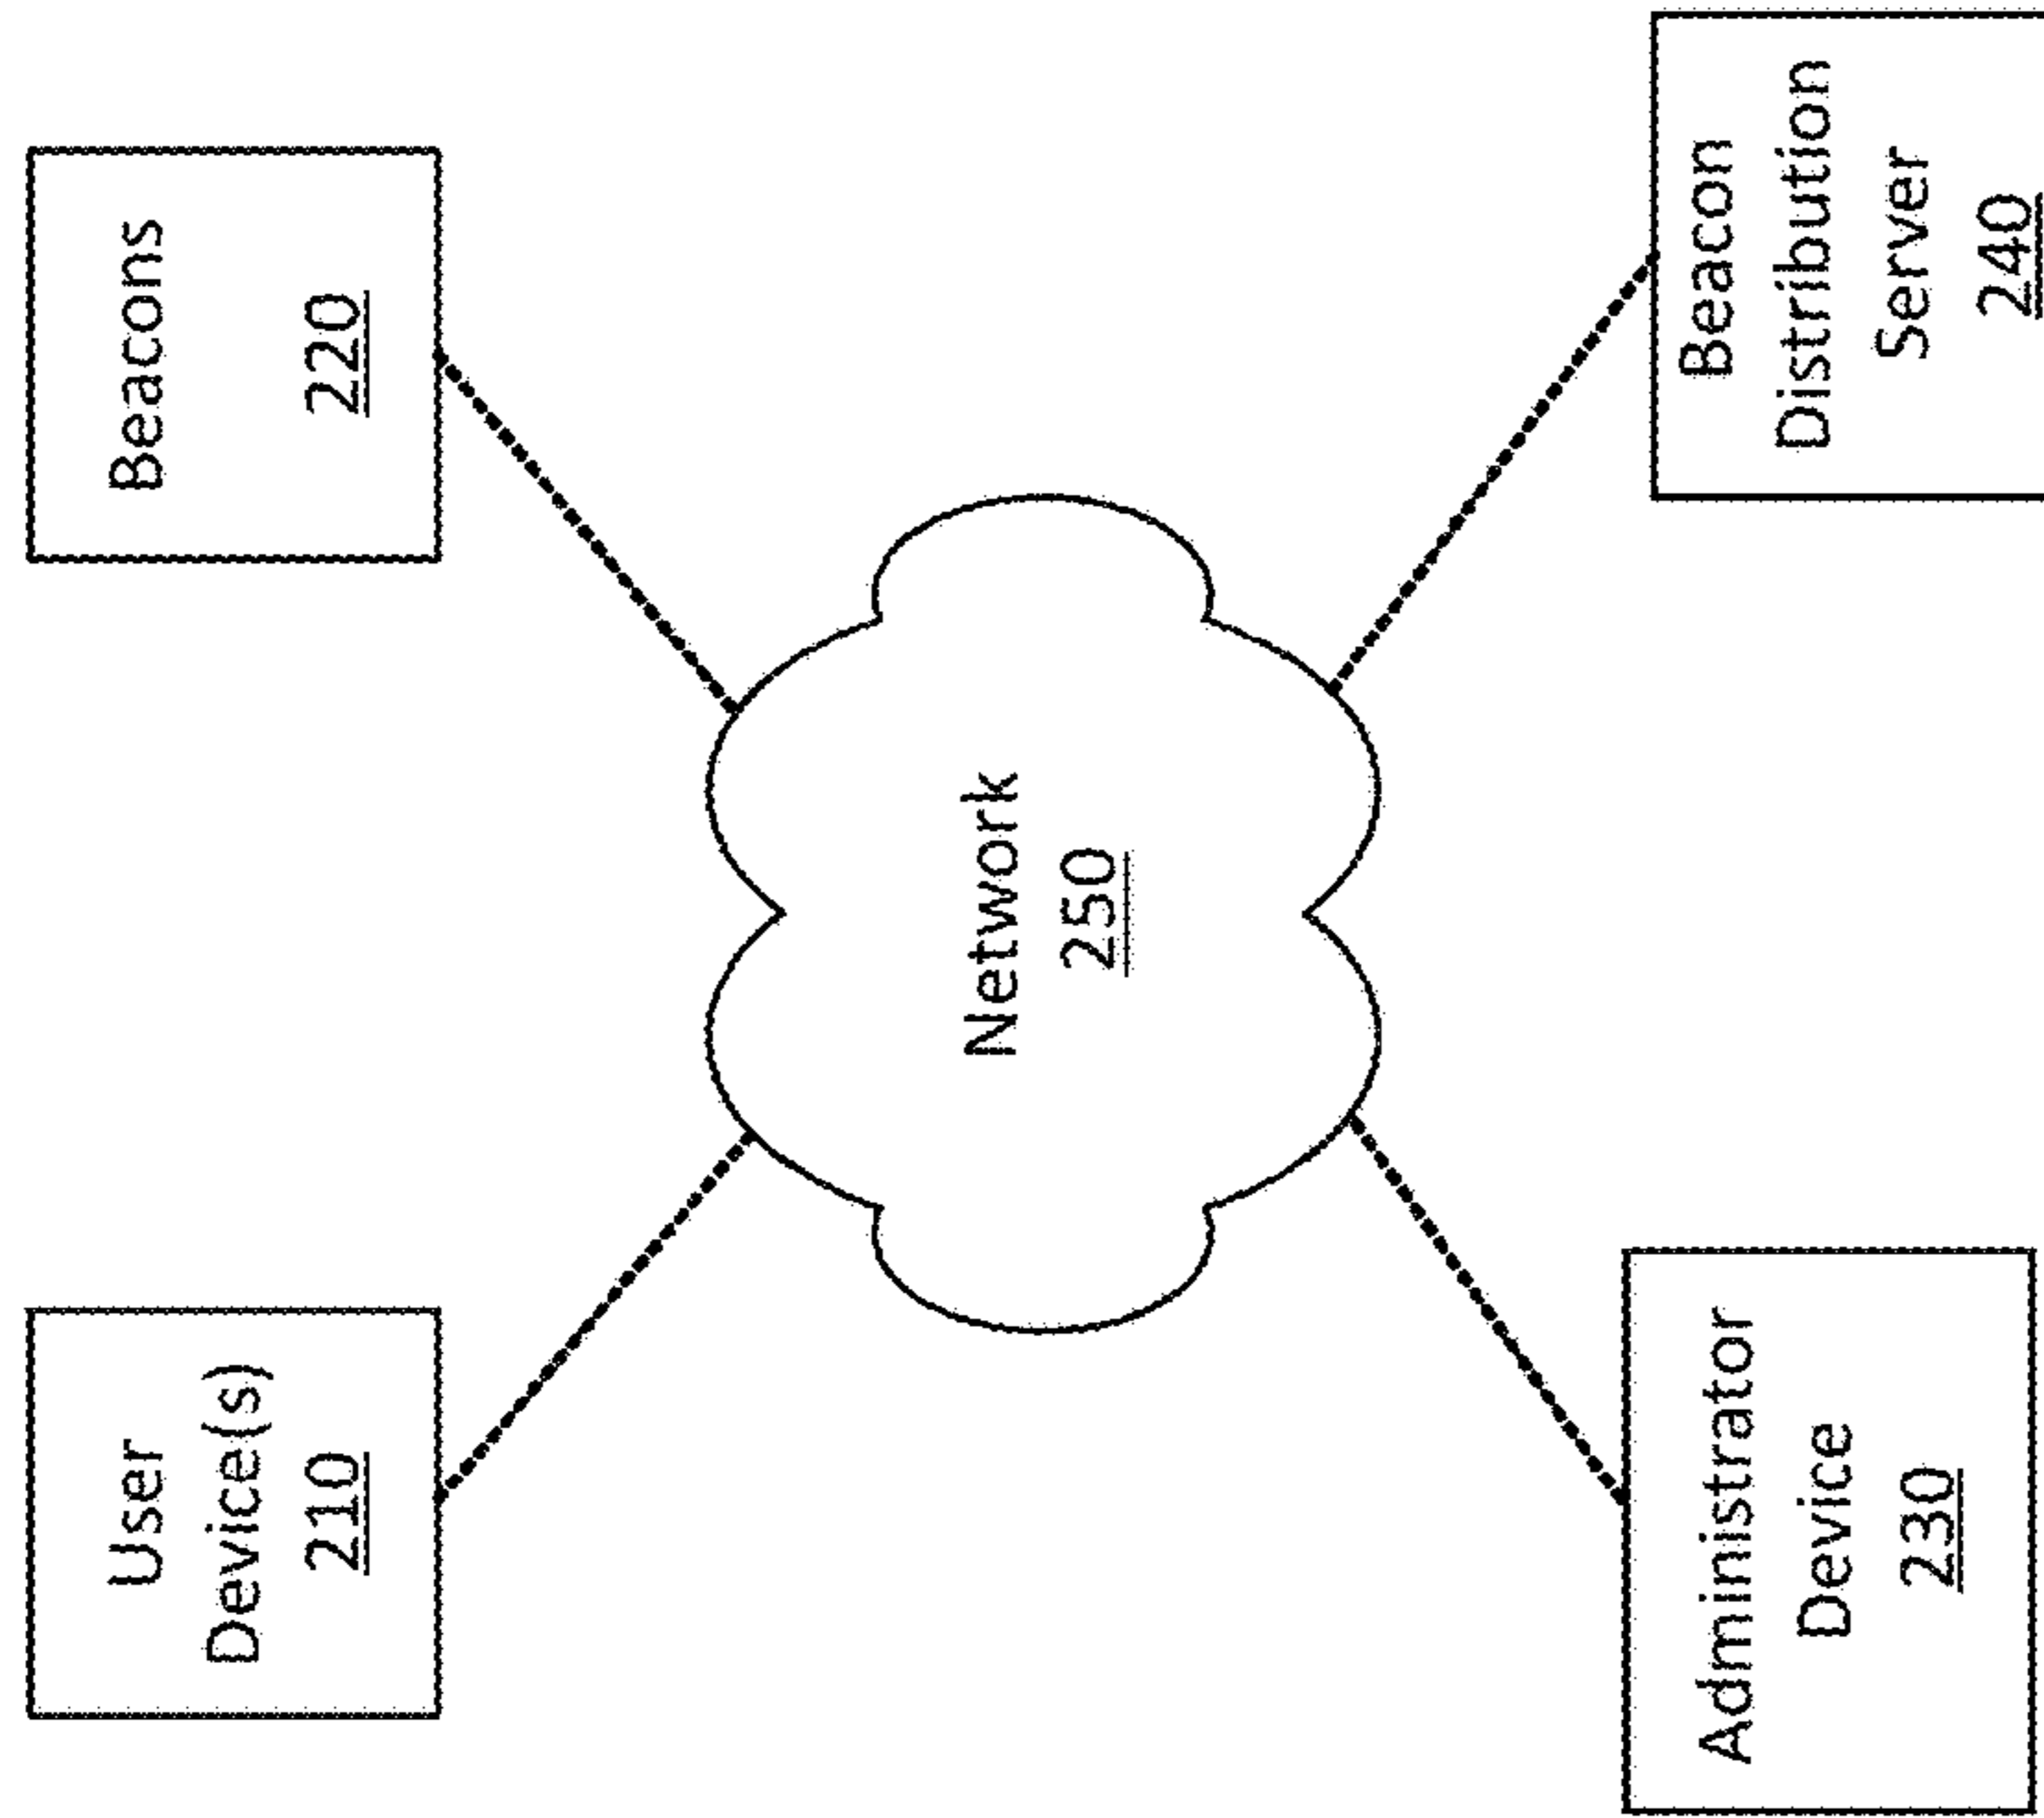 User
Device(s)
210
Beacons
220
Network
250
Administrator
Device
230
Beacon
Distribution
Server
240